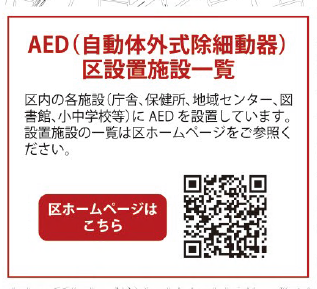 AED（自動体外式除細動器）
区設置施設一覧
区内の各施設（庁舎、保健所、地域センター、図
書館、小中学校等）に AED を設置しています。
設置施設の一覧は区ホームページをご参照く
ださい。
区ホームページは
こちら